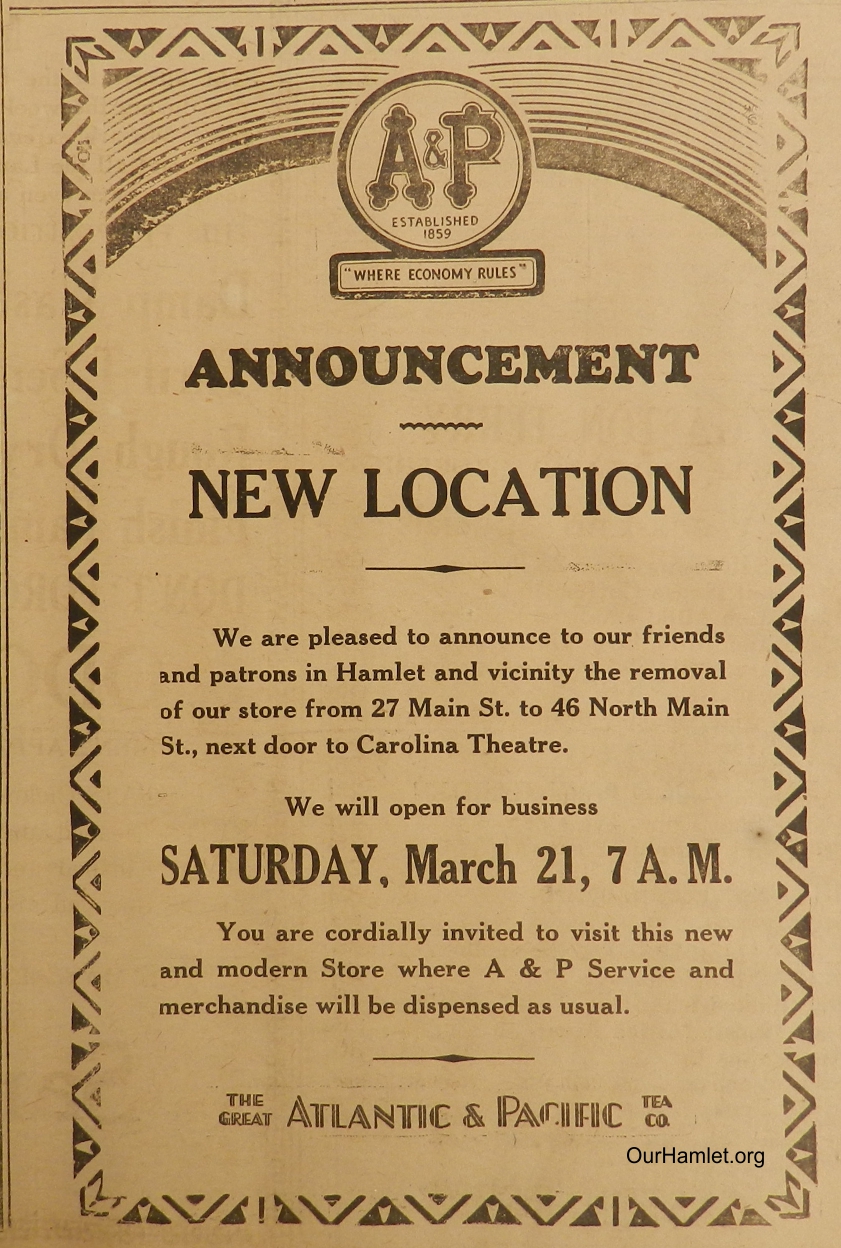 A&P
ESTABLISHED
1859
"WHERE ECONOMY RULES"
ANNOUNCEMENT
NEW LOCATION
We are pleased to announce to our friends
and patrons in Hamlet and vicinity the removal
of our store from 27 Main St. to 46 North Main
St., next door to Carolina Theatre.
We will open for business
SATURDAY, March 21, 7 A. M.
You are cordially invited to visit this new
and modern Store where A & P Service and
merchandise will be dispensed as usual.
THE GREAT ATLANTIC & PACIFIC TEA CO.
OurHamlet.org